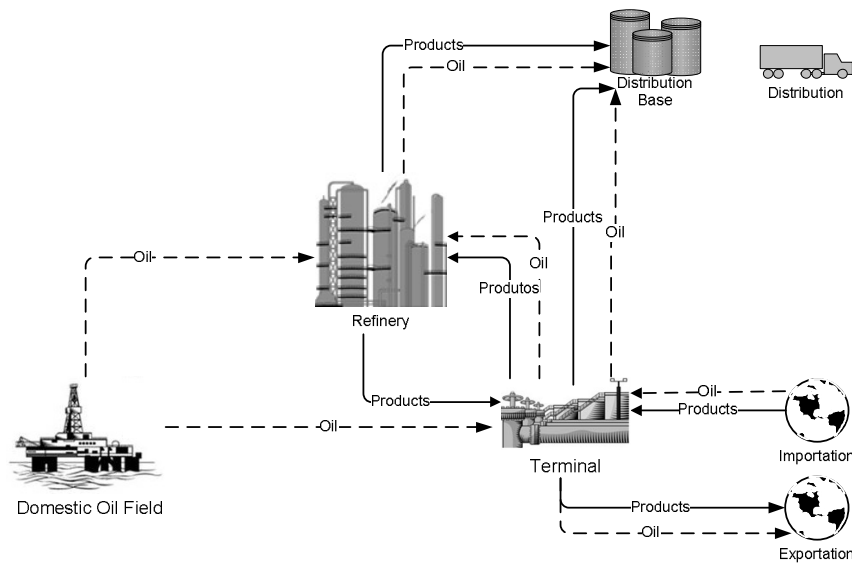 Products
Oil
Distribution
Base
Distribution
Products
Oil
Oil
Oil
Produtos
Refinery
Products
Oil
Products
Oil
Importation
Domestic Oil Field
Terminal
Products
Oil
Exportation